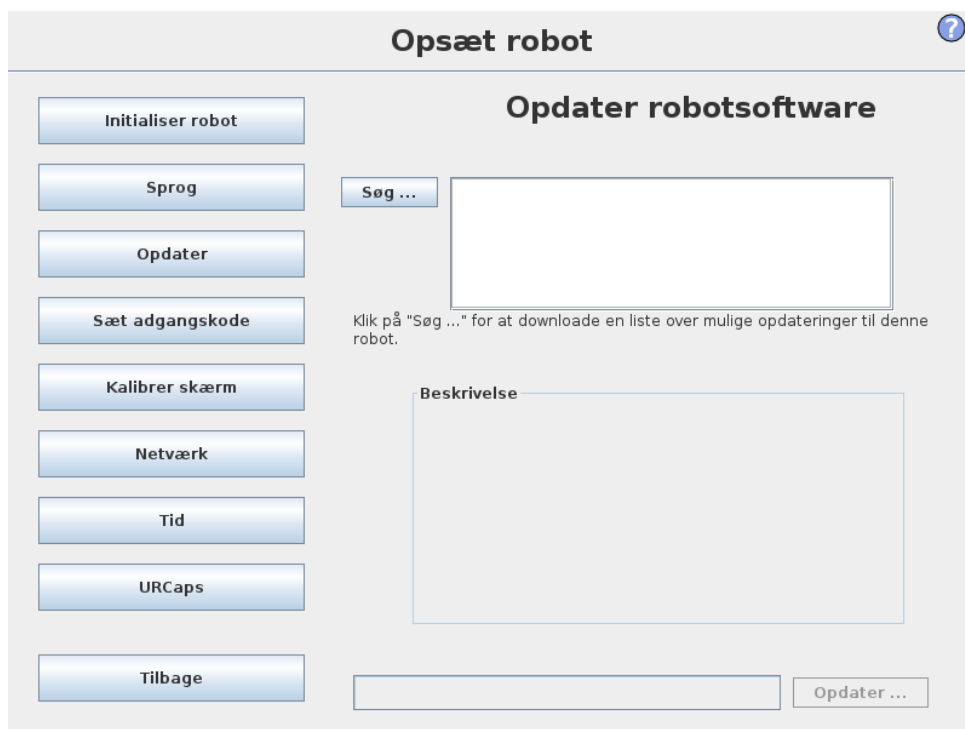 Opsæt robot
?
Initialiser robot
Sprog
Opdater
Sæt adgangskode
Kalibrer skærm
Netværk
Tid
URCaps
Tilbage
Opdater robotsoftware
Søg ...
Klik på "Søg ..." for at downloade en liste over mulige opdateringer til denne
robot.
Beskrivelse
Opdater ...